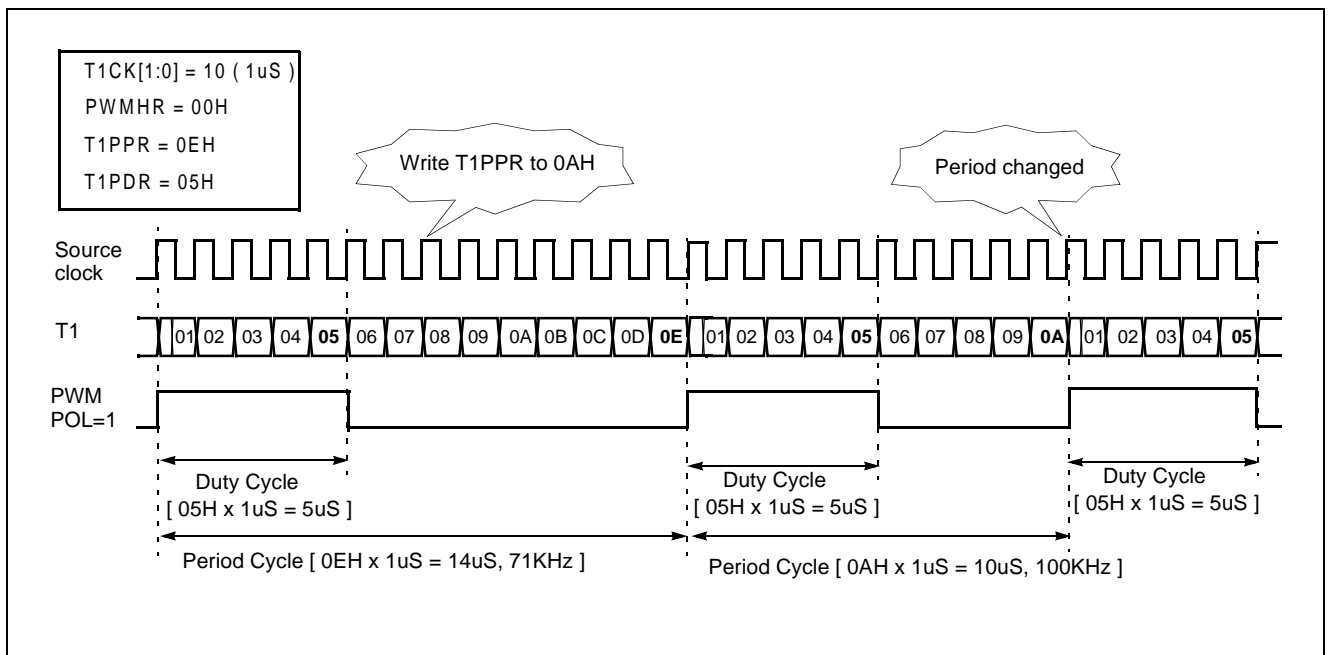 T1CK[1:0] = 10 ( 1uS )
PWMHR = 00H
T1PPR = 0EH
T1PDR = 05H
Write T1PPR to 0AH
Period changed
Source
clock
T1
01 02 03 04 05 06 07 08 09 0A 0B 0C 0D 0E 01 02 03 04 05 06 07 08 09 0A 01 02 03 04 05
PWM
POL=1
Duty Cycle
[ 05H x 1uS = 5uS ]
Duty Cycle
[ 05H x 1uS = 5uS ]
Duty Cycle
[ 05H x 1uS = 5uS ]
Period Cycle [ 0EH x 1uS = 14uS, 71KHz ]
Period Cycle [ 0AH x 1uS = 10uS, 100KHz ]